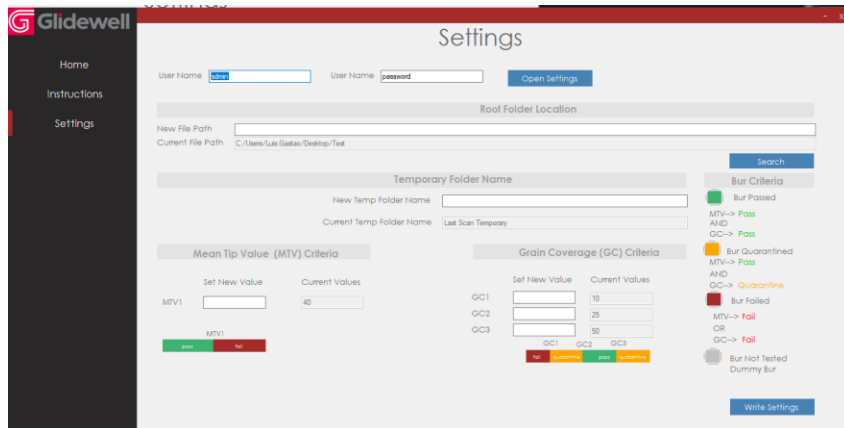 Settings
Glidewell
- x
Settings
Home
Instructions
Settings
User Name admin User Name password Open Settings
Root Folder Location
New File Path
Current File Path C:/Users/Luis.Gastao/Desktop/Test
Search
Temporary Folder Name
New Temp Folder Name
Current Temp Folder Name Last Scan Temporary
Bur Criteria
Bur Passed
MTV--> Pass
AND
GC--> Pass
Bur Quarantined
MTV--> Pass
AND
GC--> Quarantine
Bur Failed
MTV--> Fail
OR
GC--> Fail
Bur Not Tested
Dummy Bur
Mean Tip Value (MTV) Criteria
Set New Value Current Values
MTV1 40
MTV1
pass fail
Grain Coverage (GC) Criteria
Set New Value Current Values
GC1 10
GC2 25
GC3 50
GC1 GC2 GC3
fail quarantine pass quarantine
Write Settings